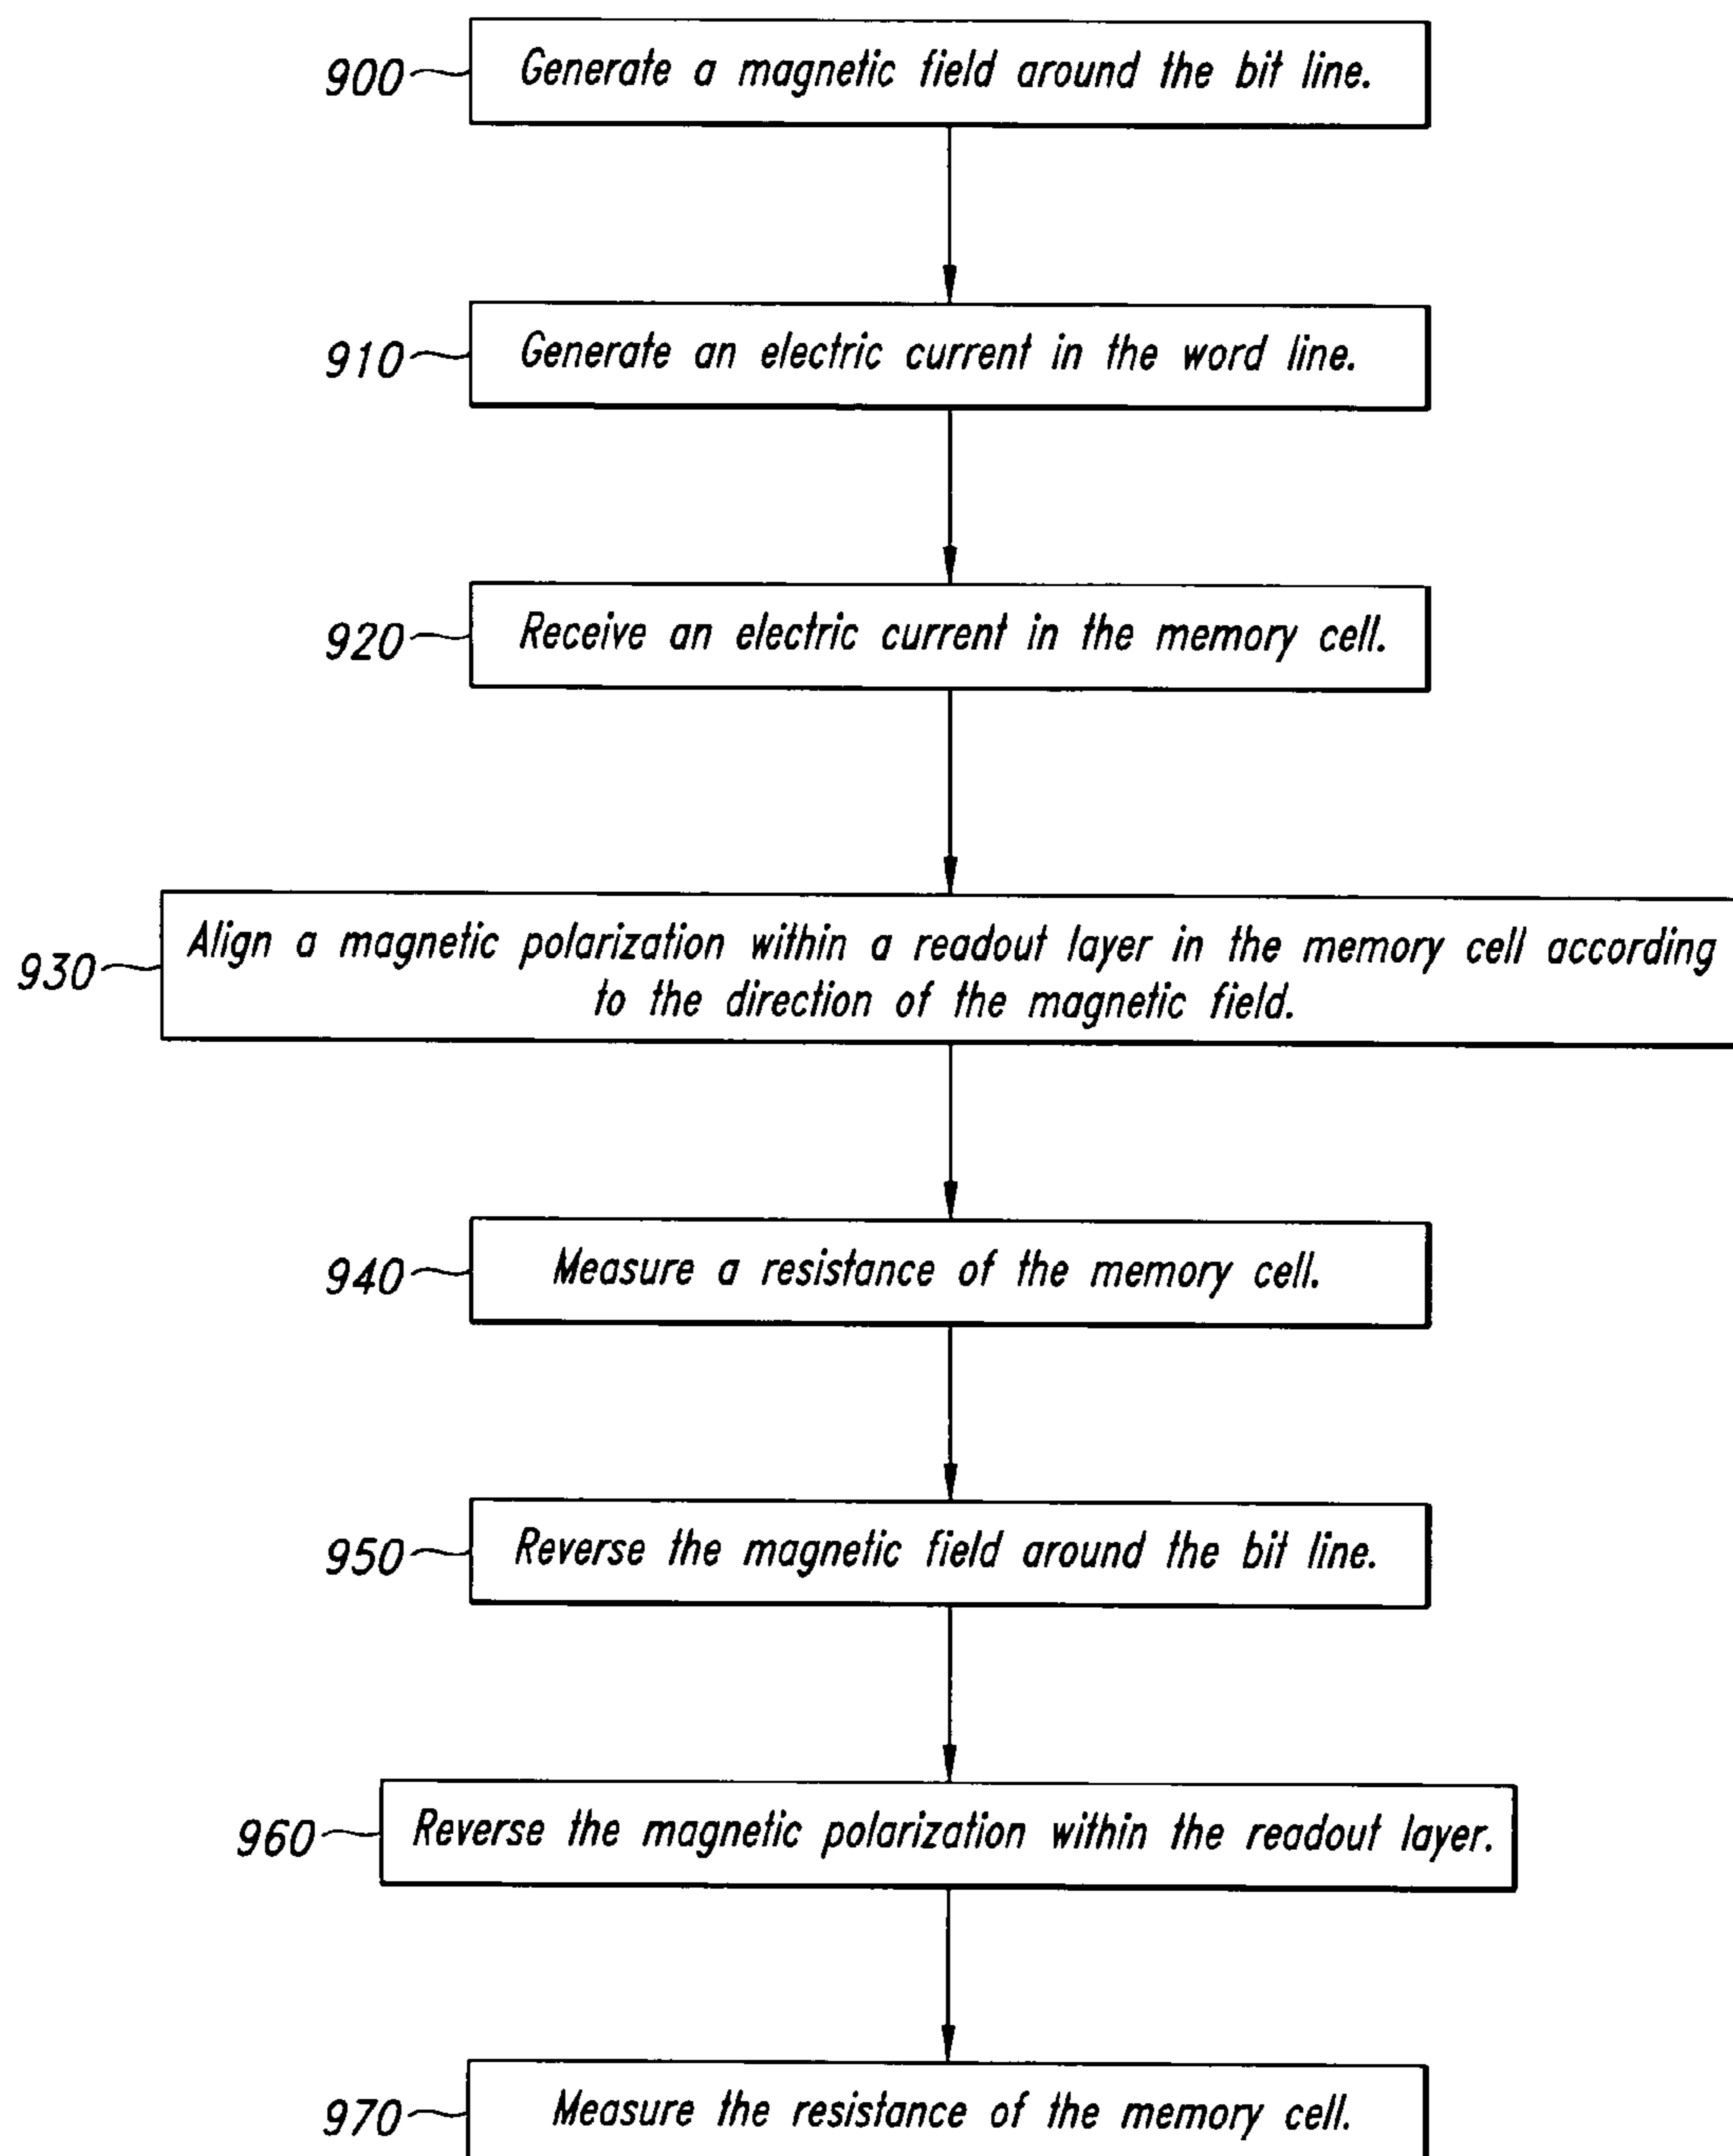 900 Generate a magnetic field around the bit line.
910 Generate an electric current in the word line.
920 Receive an electric current in the memory cell.
930 Align a magnetic polarization within a readout layer in the memory cell according
to the direction of the magnetic field.
940 Measure a resistance of the memory cell.
950 Reverse the magnetic field around the bit line.
960 Reverse the magnetic polarization within the readout layer.
970 Measure the resistance of the memory cell.